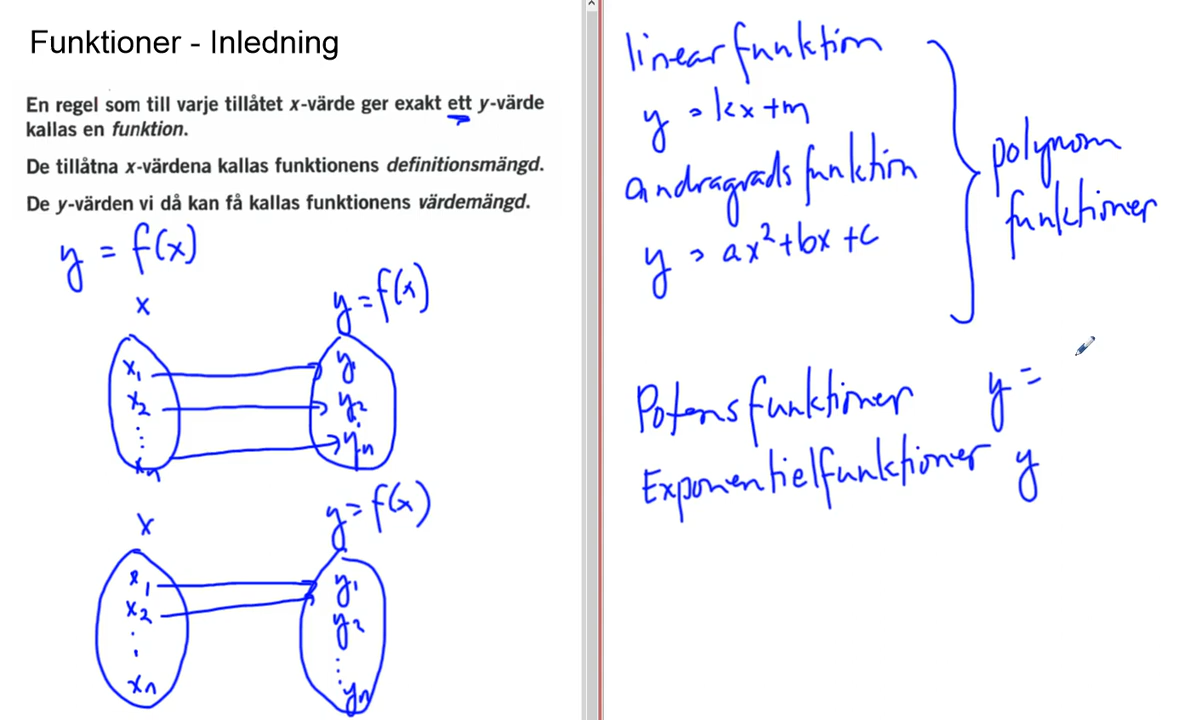 Funktioner - Inledning
En regel som till varje tillåtet x-värde ger exakt ett y-värde
kallas en funktion.
De tillåtna x-värdena kallas funktionens definitionsmängd.
De y-värden vi då kan få kallas funktionens värdemängd.
y = f(x)
x
y = f(x)
x₁
y₁
x₂
y₂
⋮
xₙ
yₙ
x
y = f(x)
x₁
y₁
x₂
y₂
⋮
⋮
xₙ
yₙ
linear funktion
y = kx + m
andragrads funktion
y = ax² + bx + c
polynom
funktioner
Potensfunktioner y =
Exponentielfunktioner y